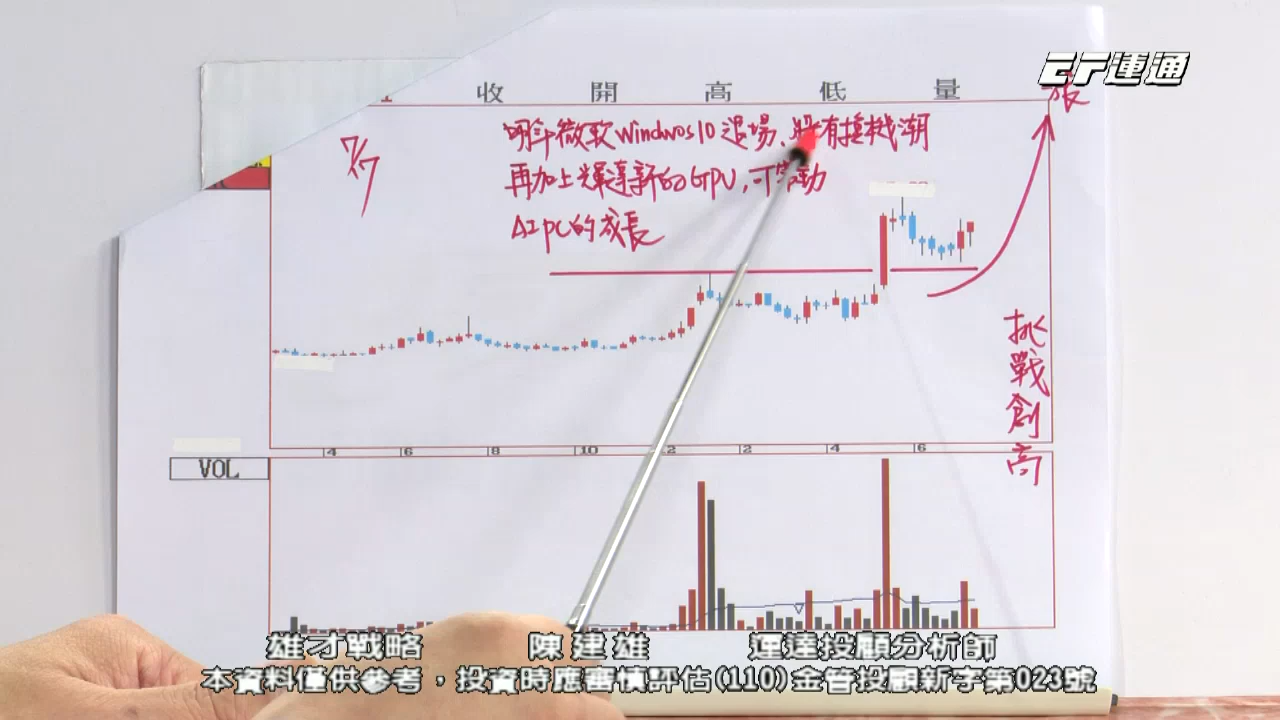 EF運通
收 開 高 低 量
漲
7/7
明年微軟Windwos10退場、將有換機潮
再加上輝達新的GPU,可帶動
AIPC的成長
挑戰創高
4 6 8 10 2 2 4 6
VOL
雄才戰略 陳建雄 運達投顧分析師
本資料僅供參考，投資時應審慎評估(110)金管投顧新字第023號